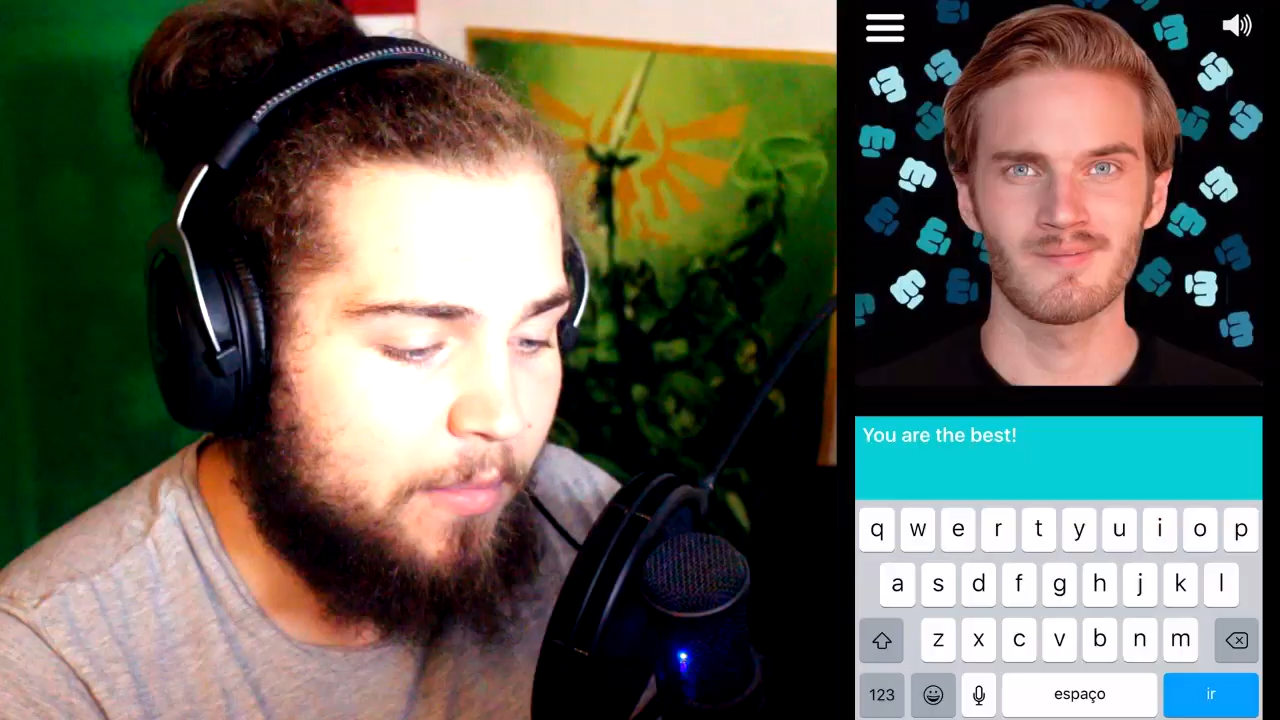 You are the best!
q w e r t y u i o p
a s d f g h j k l
z x c v b n m
123 espaço ir